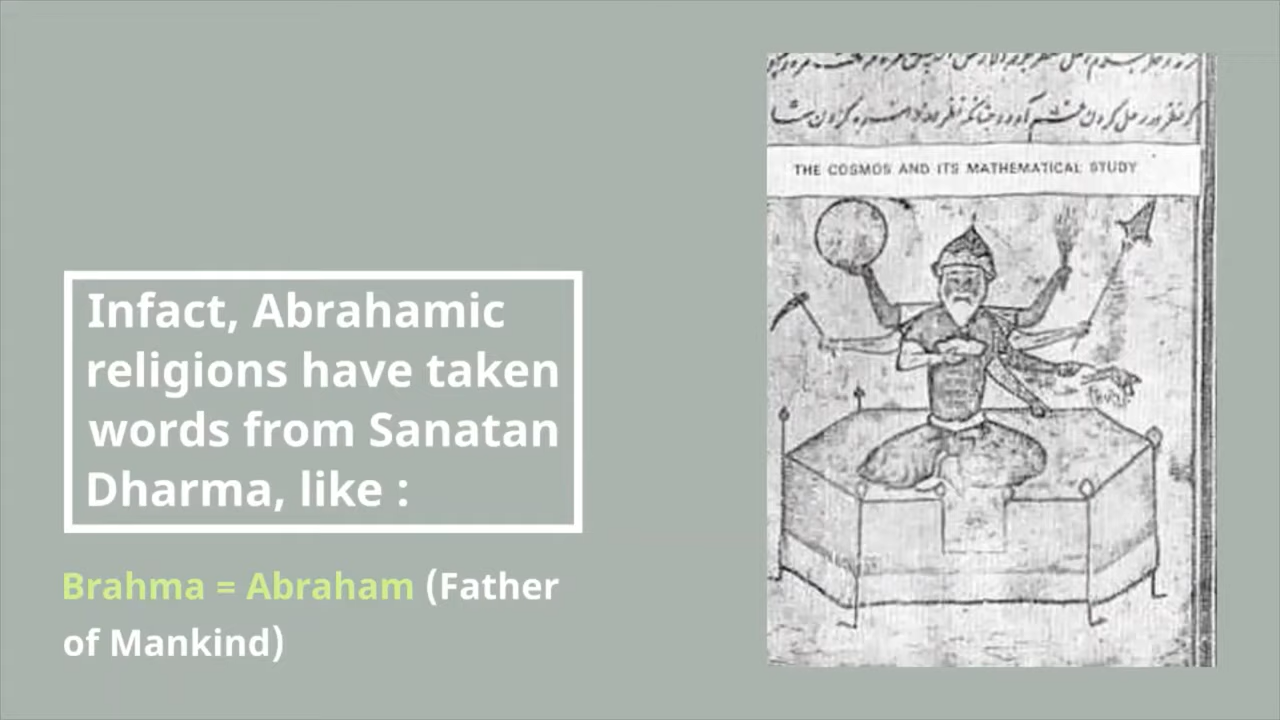 Infact, Abrahamic
religions have taken
words from Sanatan
Dharma, like :
Brahma = Abraham (Father
of Mankind)
THE COSMOS AND ITS MATHEMATICAL STUDY